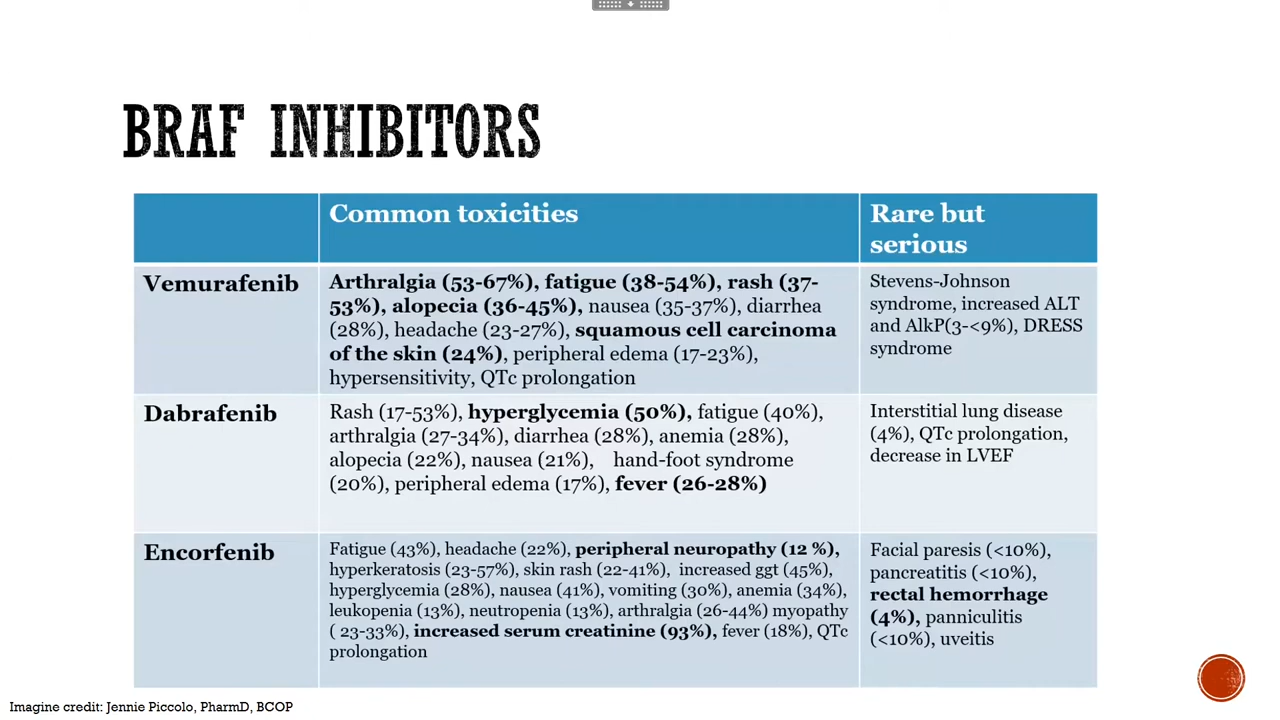 BRAF INHIBITORS
Common toxicities
Rare but
serious
Vemurafenib
Arthralgia (53-67%), fatigue (38-54%), rash (37-
53%), alopecia (36-45%), nausea (35-37%), diarrhea
(28%), headache (23-27%), squamous cell carcinoma
of the skin (24%), peripheral edema (17-23%),
hypersensitivity, QTc prolongation
Stevens-Johnson
syndrome, increased ALT
and AlkP(3-<9%), DRESS
syndrome
Dabrafenib
Rash (17-53%), hyperglycemia (50%), fatigue (40%),
arthralgia (27-34%), diarrhea (28%), anemia (28%),
alopecia (22%), nausea (21%), hand-foot syndrome
(20%), peripheral edema (17%), fever (26-28%)
Interstitial lung disease
(4%), QTc prolongation,
decrease in LVEF
Encorfenib
Fatigue (43%), headache (22%), peripheral neuropathy (12 %),
hyperkeratosis (23-57%), skin rash (22-41%), increased ggt (45%),
hyperglycemia (28%), nausea (41%), vomiting (30%), anemia (34%),
leukopenia (13%), neutropenia (13%), arthralgia (26-44%) myopathy
( 23-33%), increased serum creatinine (93%), fever (18%), QTc
prolongation
Facial paresis (<10%),
pancreatitis (<10%),
rectal hemorrhage
(4%), panniculitis
(<10%), uveitis
Imagine credit: Jennie Piccolo, PharmD, BCOP